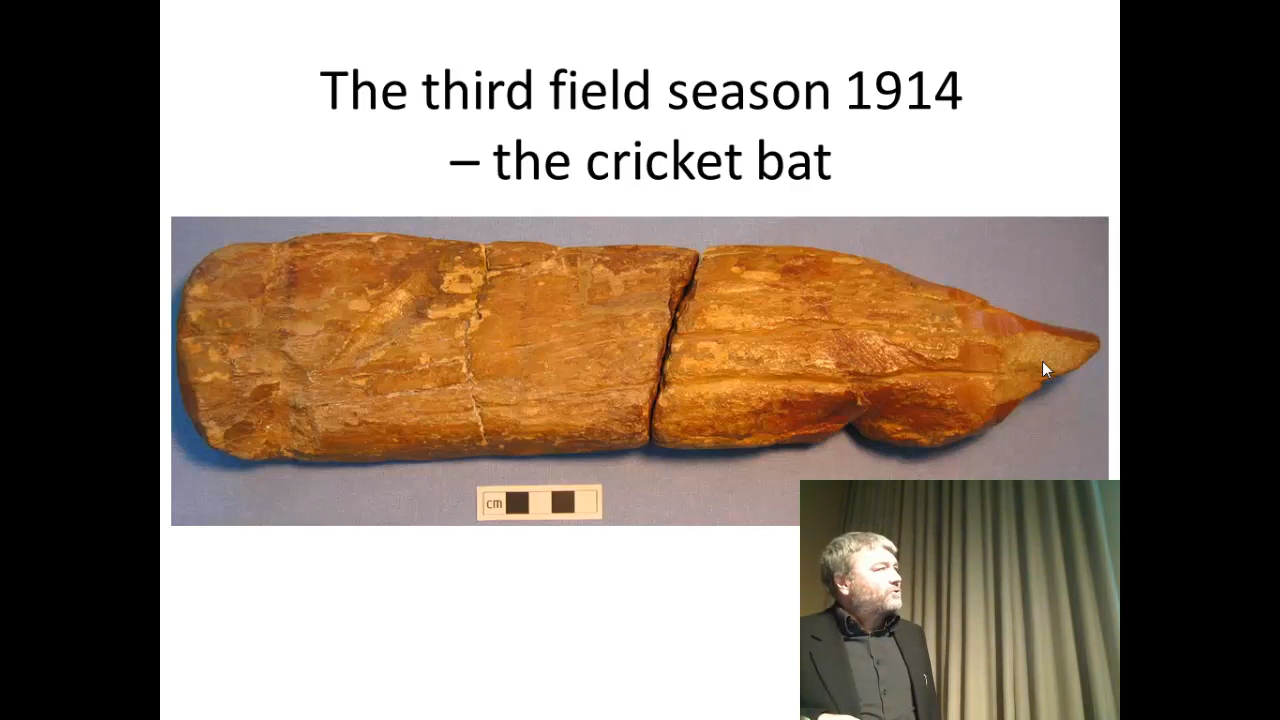 The third field season 1914
– the cricket bat
cm